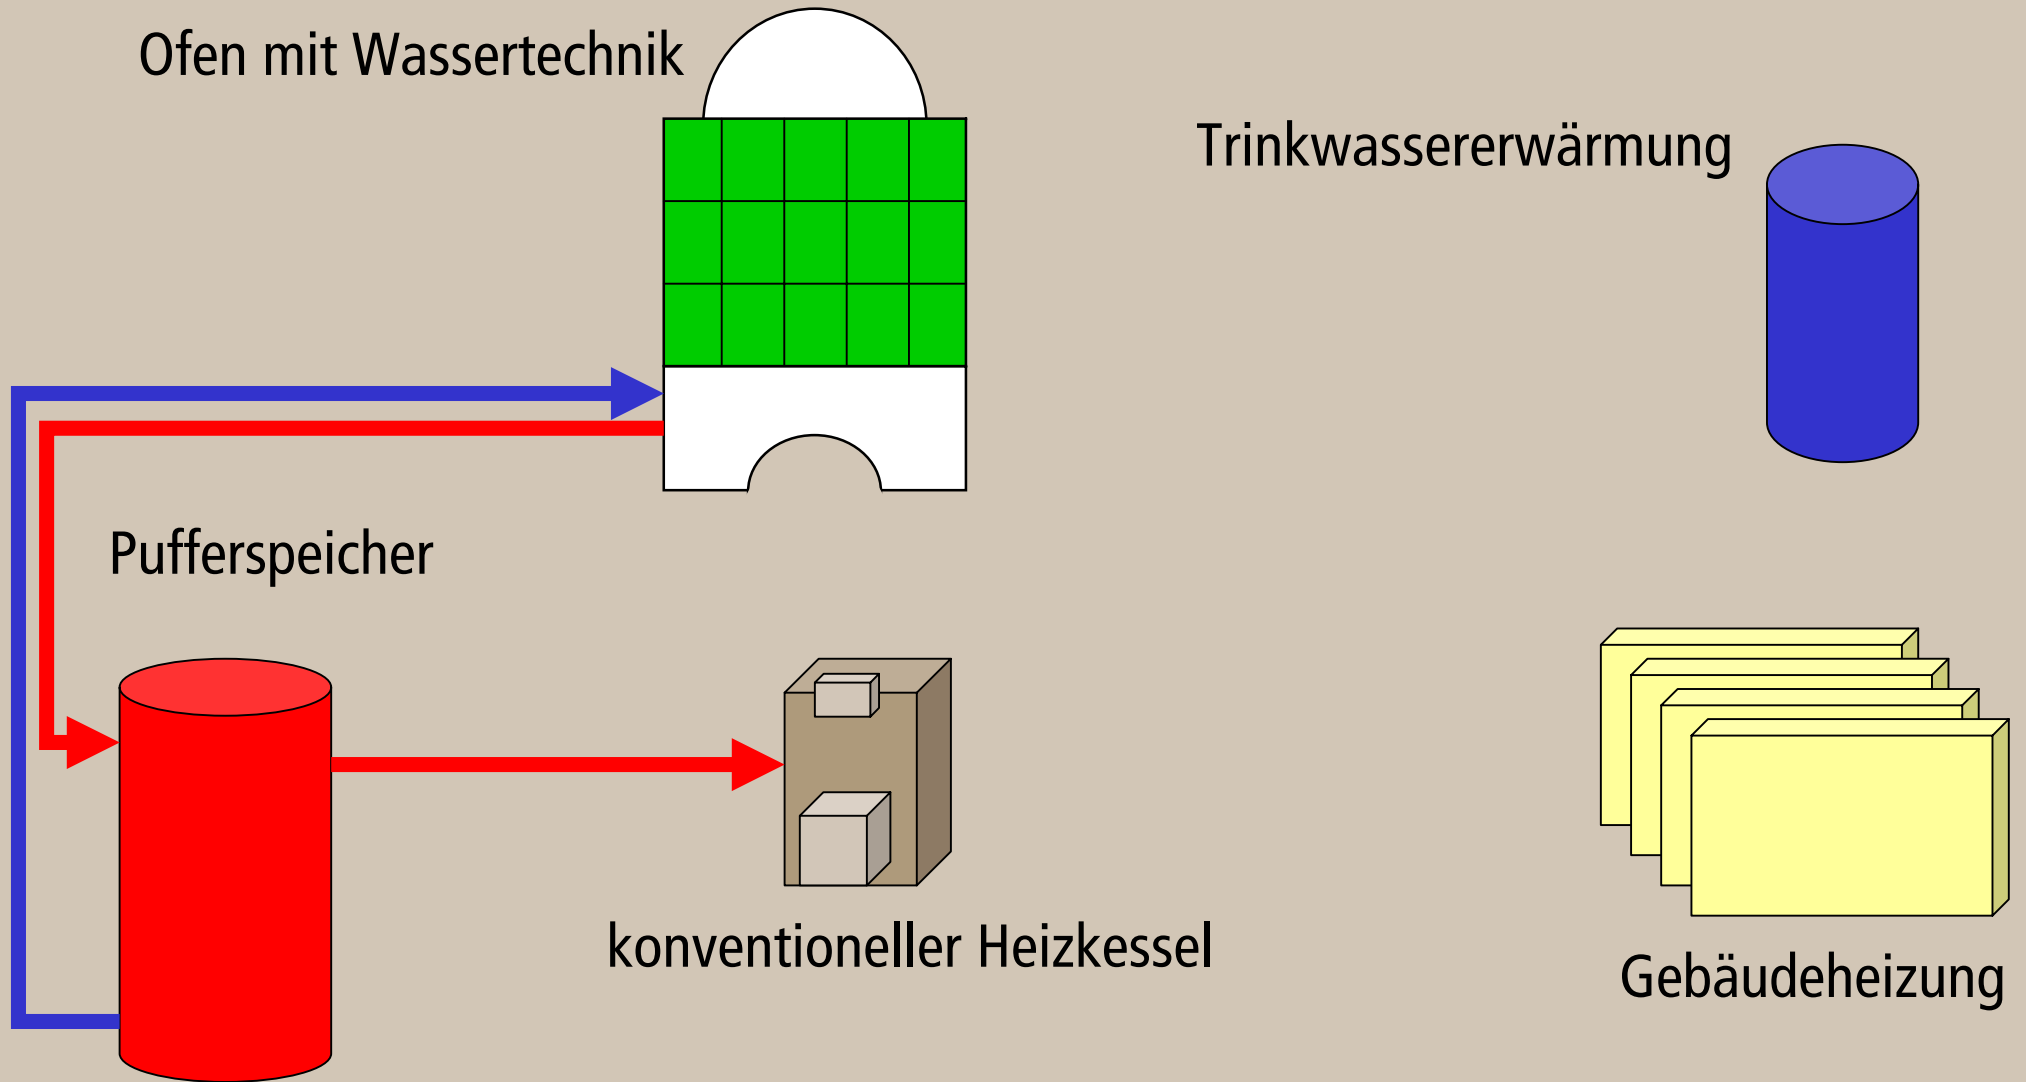 Ofen mit Wassertechnik
Trinkwassererwärmung
Pufferspeicher
konventioneller Heizkessel
Gebäudeheizung